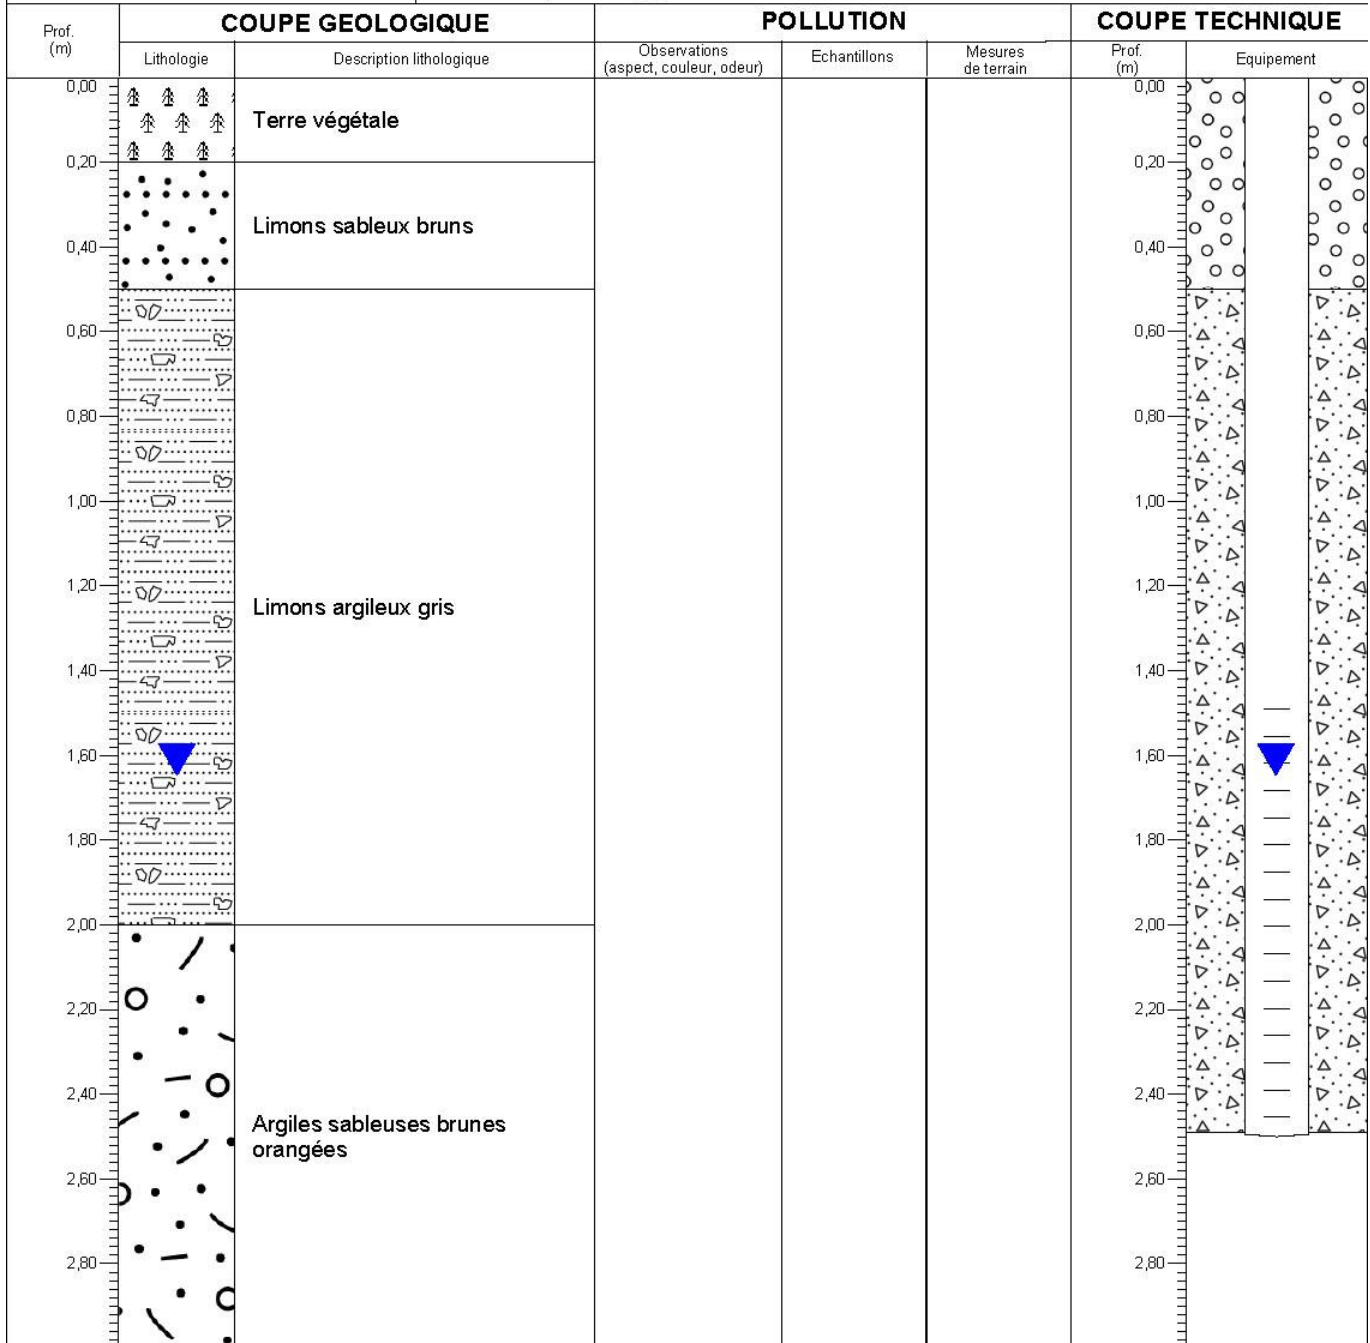 COUPE GEOLOGIQUE
POLLUTION
COUPE TECHNIQUE
Prof.
(m)
Lithologie
Description lithologique
Observations
(aspect, couleur, odeur)
Echantillons
Mesures
de terrain
Prof.
(m)
Equipement
0,00
Terre végétale
0,20
Limons sableux bruns
0,40
0,60
0,80
1,00
1,20
Limons argileux gris
1,40
1,60
1,80
2,00
2,20
2,40
Argiles sableuses brunes
orangées
2,60
2,80
0,00
0,20
0,40
0,60
0,80
1,00
1,20
1,40
1,60
1,80
2,00
2,20
2,40
2,60
2,80